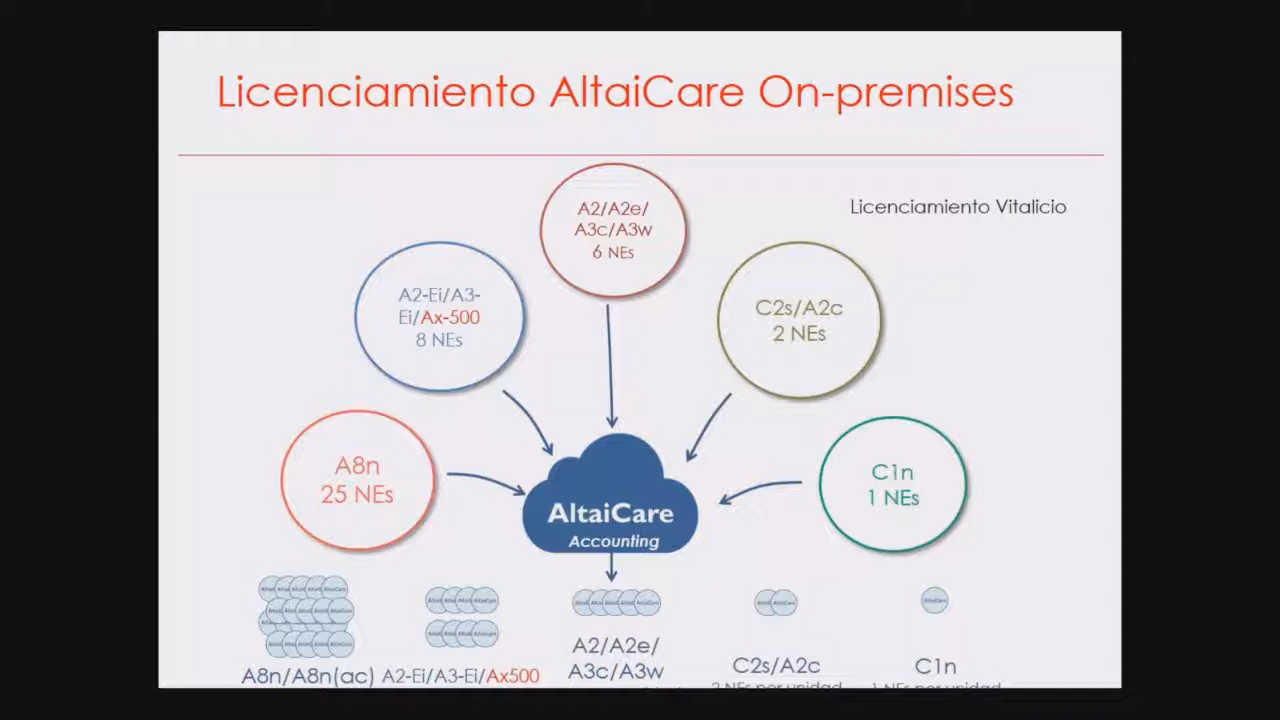 Licenciamiento AltaiCare On-premises
Licenciamiento Vitalicio
A2/A2e/
A3c/A3w
6 NEs
A2-Ei/A3-
Ei/Ax-500
8 NEs
C2s/A2c
2 NEs
A8n
25 NEs
C1n
1 NEs
AltaiCare
Accounting
A8n/A8n(ac)
A2-Ei/A3-Ei/Ax500
A2/A2e/
A3c/A3w
C2s/A2c
2 NEs por unidad
C1n
1 NEs por unidad